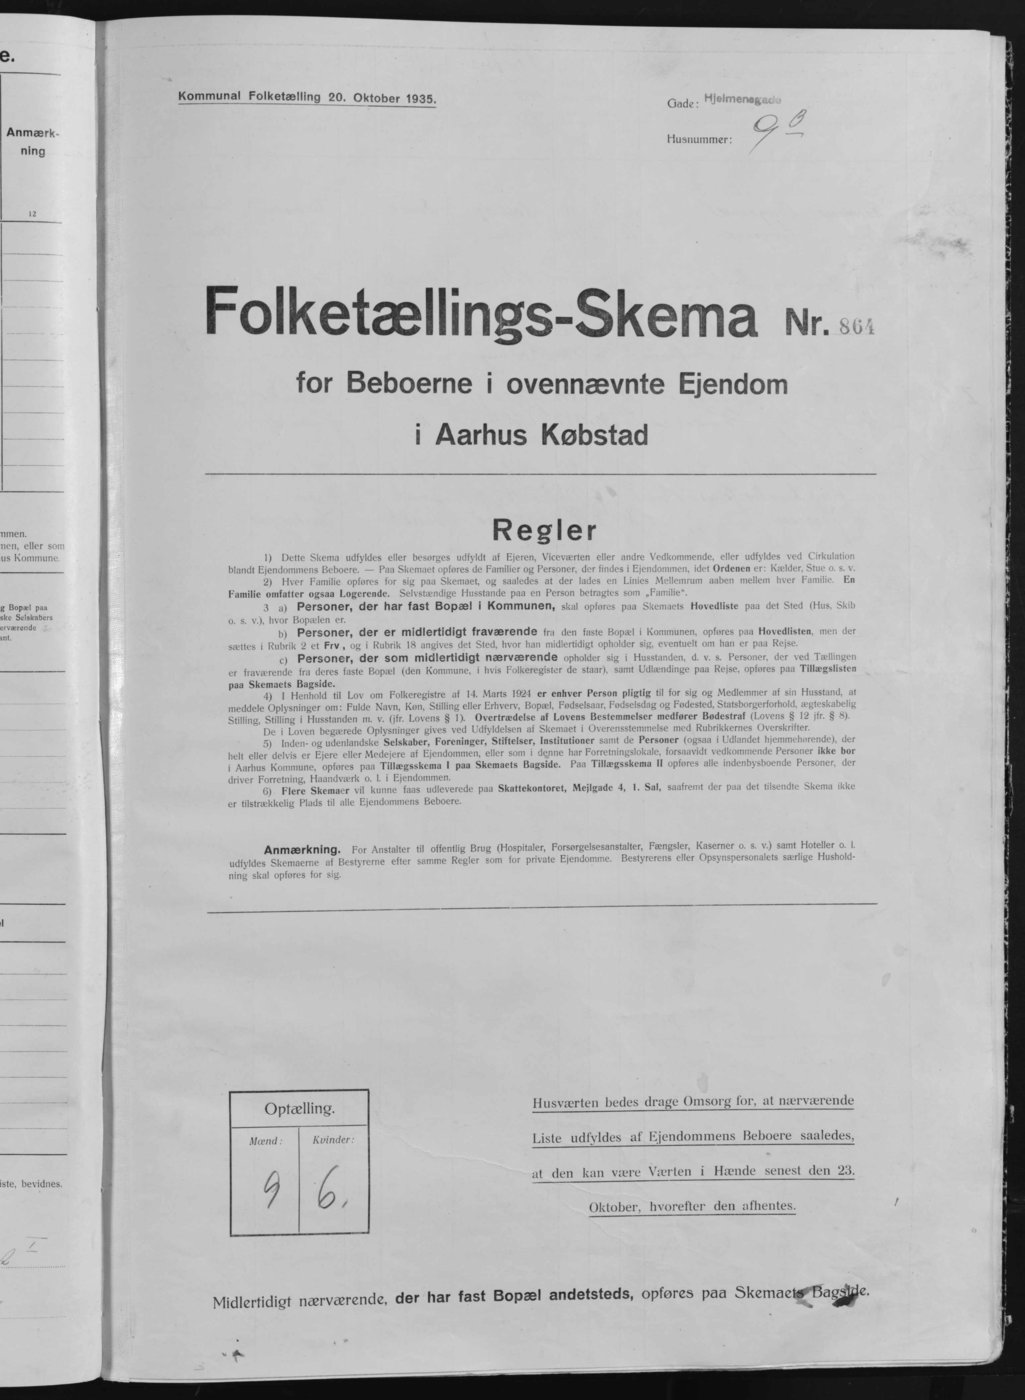 e.
Anmærk-
ning
12
mmen.
men, eller som
us Kommune.
g Bopæl paa
ske Selskabers
erværende
ant.
iste, bevidnes.
Kommunal Folketælling 20. Oktober 1935.
Gade: Hjelmensgade
Husnummer: 9 B
Folketællings-Skema Nr. 864
for Beboerne i ovennævnte Ejendom
i Aarhus Købstad
Regler
1) Dette Skema udfyldes eller besørges udfyldt af Ejeren, Viceværten eller andre Vedkommende, eller udfyldes ved Cirkulation
blandt Ejendommens Beboere. — Paa Skemaet opføres de Familier og Personer, der findes i Ejendommen, idet Ordenen er: Kælder, Stue o. s. v.
2) Hver Familie opføres for sig paa Skemaet, og saaledes at der lades en Linies Mellemrum aaben mellem hver Familie. En
Familie omfatter ogsaa Logerende. Selvstændige Husstande paa en Person betragtes som „Familie".
3 a) Personer, der har fast Bopæl i Kommunen, skal opføres paa Skemaets Hovedliste paa det Sted (Hus, Skib
o. s. v.), hvor Bopælen er.
b) Personer, der er midlertidigt fraværende fra den faste Bopæl i Kommunen, opføres paa Hovedlisten, men der
sættes i Rubrik 2 et Frv, og i Rubrik 18 angives det Sted, hvor han midlertidigt opholder sig, eventuelt om han er paa Rejse.
c) Personer, der som midlertidigt nærværende opholder sig i Husstanden, d. v. s. Personer, der ved Tællingen
er fraværende fra deres faste Bopæl (den Kommune, i hvis Folkeregister de staar), samt Udlændinge paa Rejse, opføres paa Tillægslisten
paa Skemaets Bagside.
4) I Henhold til Lov om Folkeregistre af 14. Marts 1924 er enhver Person pligtig til for sig og Medlemmer af sin Husstand, at
meddele Oplysninger om: Fulde Navn, Køn, Stilling eller Erhverv, Bopæl, Fødselsaar, Fødselsdag og Fødested, Statsborgerforhold, ægteskabelig
Stilling, Stilling i Husstanden m. v. (jfr. Lovens § 1). Overtrædelse af Lovens Bestemmelser medfører Bødestraf (Lovens § 12 jfr. § 8).
De i Loven begærede Oplysninger gives ved Udfyldelsen af Skemaet i Overensstemmelse med Rubrikkernes Overskrifter.
5) Inden- og udenlandske Selskaber, Foreninger, Stiftelser, Institutioner samt de Personer (ogsaa i Udlandet hjemmehørende), der
helt eller delvis er Ejere eller Medejere af Ejendommen, eller som i denne har Forretningslokale, forsaavidt vedkommende Personer ikke bor
i Aarhus Kommune, opføres paa Tillægsskema I paa Skemaets Bagside. Paa Tillægsskema II opføres alle indenbysboende Personer, der
driver Forretning, Haandværk o. l. i Ejendommen.
6) Flere Skemaer vil kunne faas udleverede paa Skattekontoret, Mejlgade 4, 1. Sal, saafremt der paa det tilsendte Skema ikke
er tilstrækkelig Plads til alle Ejendommens Beboere.
Anmærkning. For Anstalter til offentlig Brug (Hospitaler, Forsørgelsesanstalter, Fængsler, Kaserner o. s. v.) samt Hoteller o. l.
udfyldes Skemaerne af Bestyrerne efter samme Regler som for private Ejendomme. Bestyrerens eller Opsynspersonalets særlige Hushold-
ning skal opføres for sig.
Optælling.
Mænd: Kvinder:
9 6.
Husværten bedes drage Omsorg for, at nærværende
Liste udfyldes af Ejendommens Beboere saaledes,
at den kan være Værten i Hænde senest den 23.
Oktober, hvorefter den afhentes.
Midlertidigt nærværende, der har fast Bopæl andetsteds, opføres paa Skemaets Bagside.